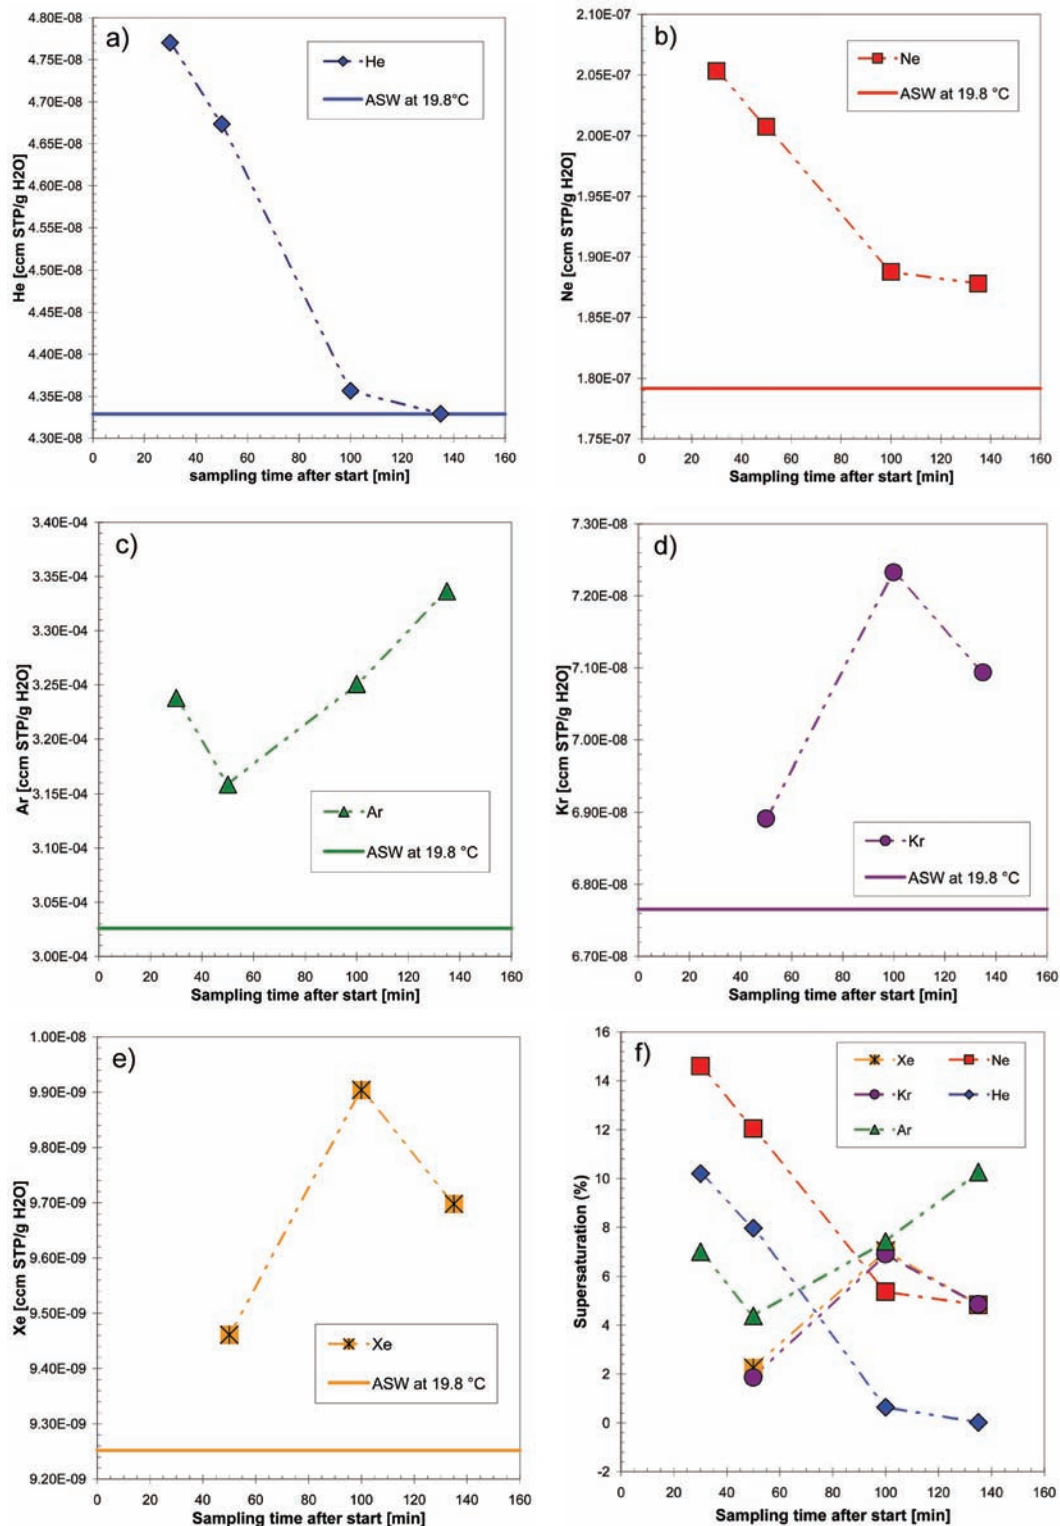 a)
He [ccm STP/g H2O]
4.80E-08
4.75E-08
4.70E-08
4.65E-08
4.60E-08
4.55E-08
4.50E-08
4.45E-08
4.40E-08
4.35E-08
4.30E-08
He
ASW at 19.8°C
0 20 40 60 80 100 120 140 160
sampling time after start [min]
b)
Ne [ccm STP/g H2O]
2.10E-07
2.05E-07
2.00E-07
1.95E-07
1.90E-07
1.85E-07
1.80E-07
1.75E-07
Ne
ASW at 19.8 °C
0 20 40 60 80 100 120 140 160
Sampling time after start [min]
c)
Ar [ccm STP/g H2O]
3.40E-04
3.35E-04
3.30E-04
3.25E-04
3.20E-04
3.15E-04
3.10E-04
3.05E-04
3.00E-04
Ar
ASW at 19.8 °C
0 20 40 60 80 100 120 140 160
Sampling time after start [min]
d)
Kr [ccm STP/g H2O]
7.30E-08
7.20E-08
7.10E-08
7.00E-08
6.90E-08
6.80E-08
6.70E-08
Kr
ASW at 19.8 °C
0 20 40 60 80 100 120 140 160
Sampling time after start [min]
e)
Xe [ccm STP/g H2O]
1.00E-08
9.90E-09
9.80E-09
9.70E-09
9.60E-09
9.50E-09
9.40E-09
9.30E-09
9.20E-09
Xe
ASW at 19.8 °C
0 20 40 60 80 100 120 140 160
Sampling time after start [min]
f)
Supersaturation (%)
16
14
12
10
8
6
4
2
0
-2
Xe Ne
Kr He
Ar
0 20 40 60 80 100 120 140 160
Sampling time after start [min]